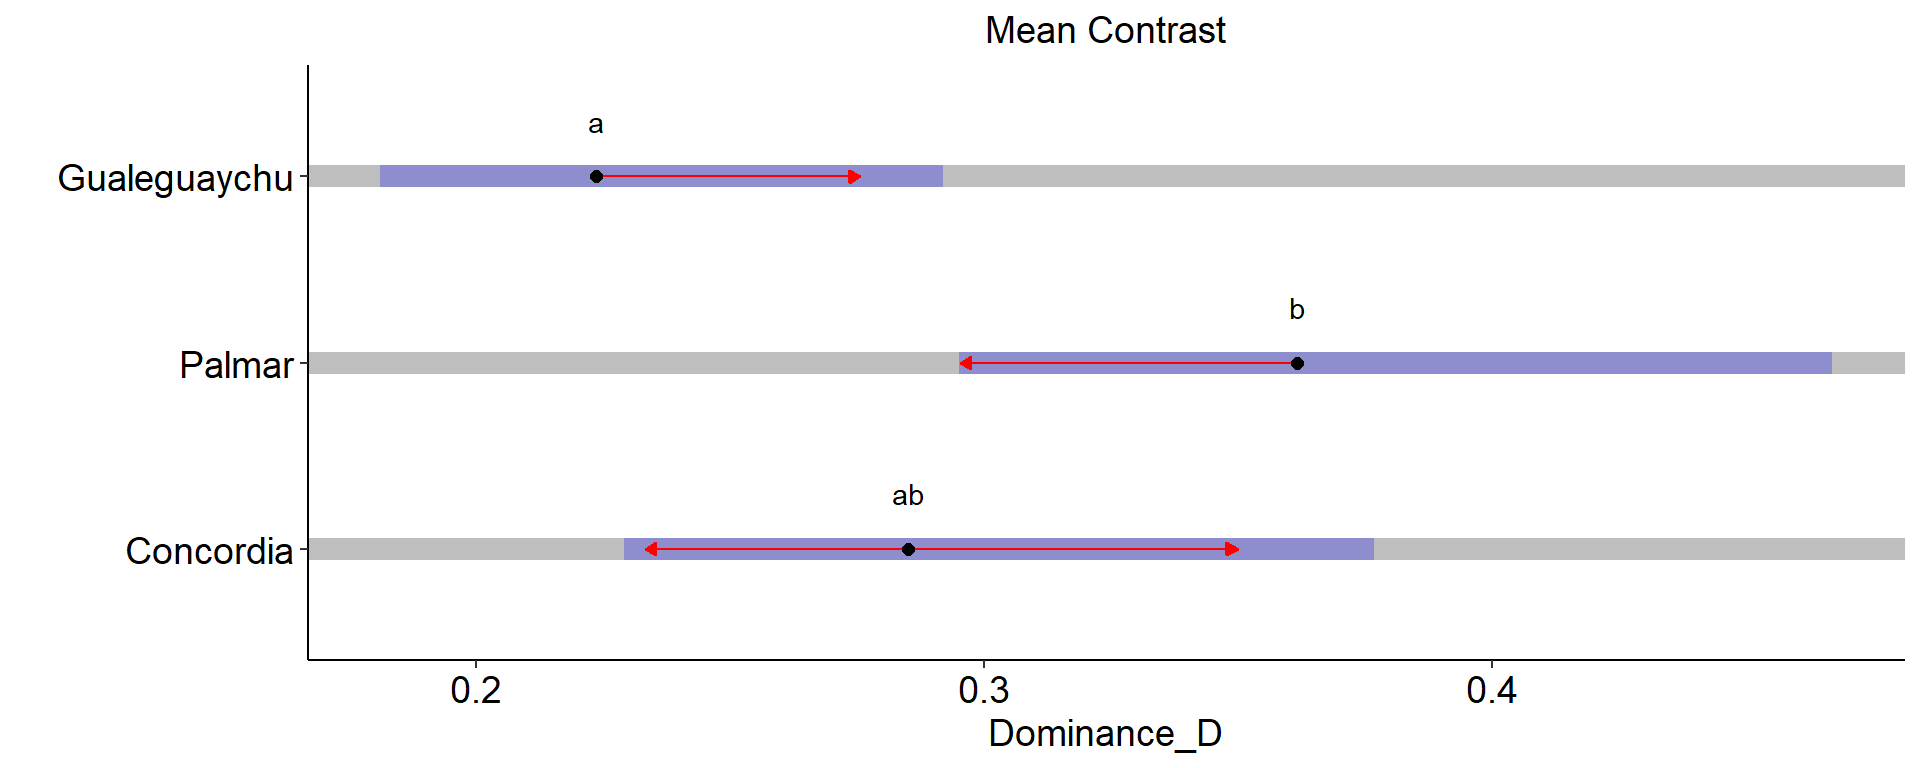 Mean Contrast
a
Gualeguaychu
b
Palmar
ab
Concordia
0.2 0.3 0.4
Dominance_D